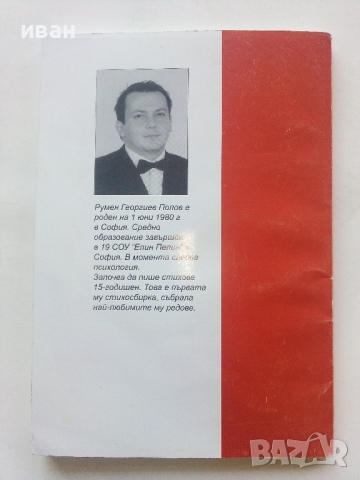 иван
Румен Георгиев Попов е
роден на 1 юни 1980 г
в София. Средно
образование завършва
в 19 СОУ "Елин Пелин" в
София. В момента следва
психология.
Започва да пише стихове
15-годишен. Това е първата
му стихосбирка, събрала
най-любимите му редове.
BAZAR